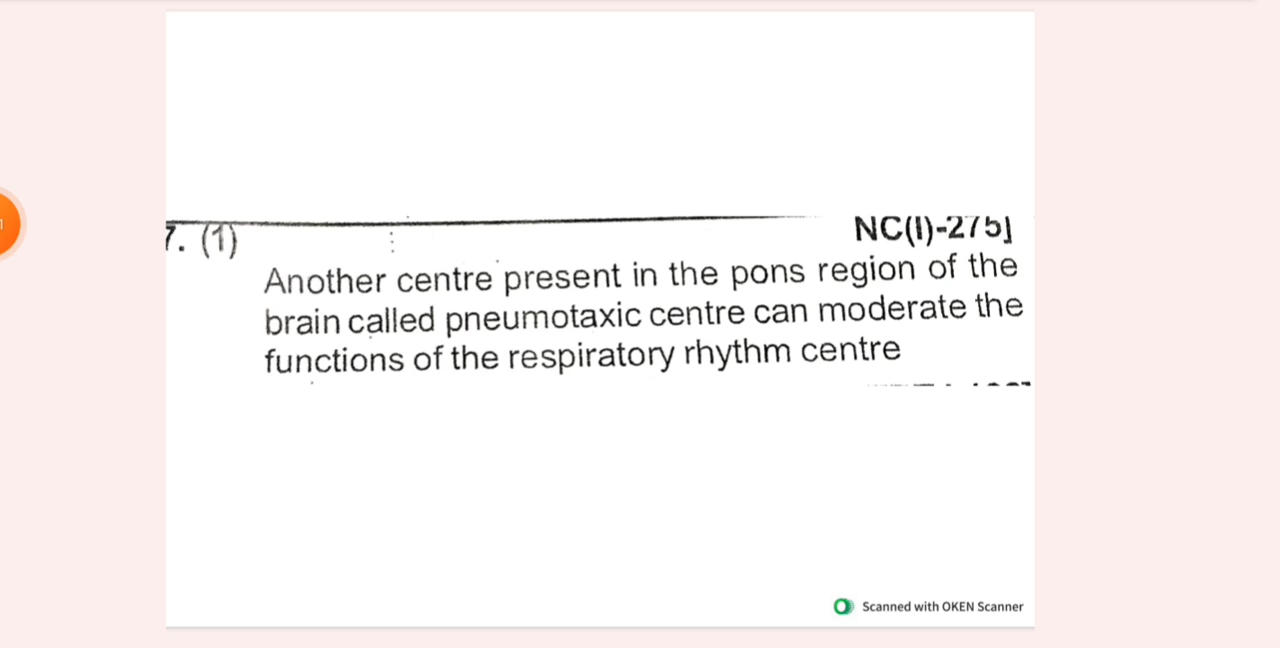 7. (1)
NC(I)-275]
Another centre present in the pons region of the
brain called pneumotaxic centre can moderate the
functions of the respiratory rhythm centre
Scanned with OKEN Scanner